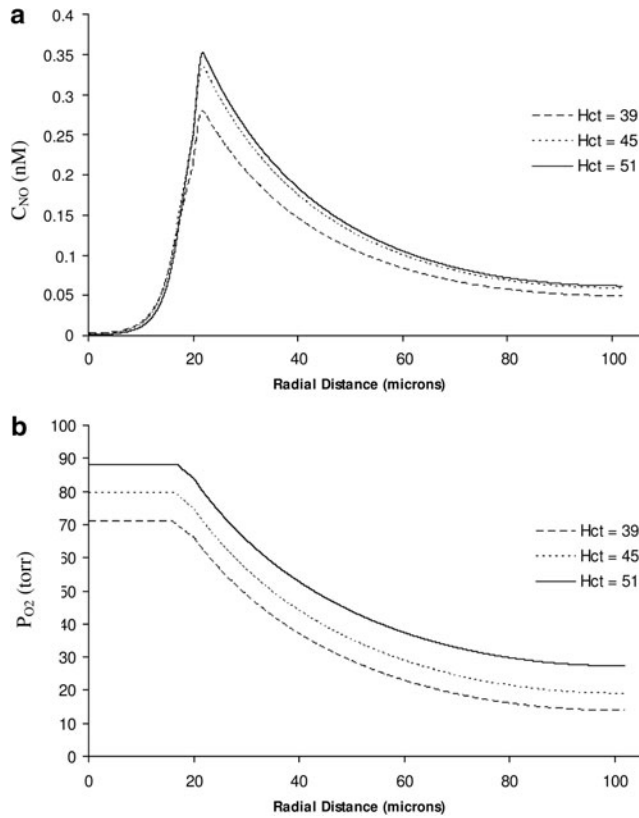 a
0.4
0.35
0.3
0.25
0.2
0.15
0.1
0.05
0
C_NO (nM)
Hct = 39
Hct = 45
Hct = 51
0 20 40 60 80 100
Radial Distance (microns)
b
100
90
80
70
60
50
40
30
20
10
0
P_O2 (torr)
Hct = 39
Hct = 45
Hct = 51
0 20 40 60 80 100
Radial Distance (microns)